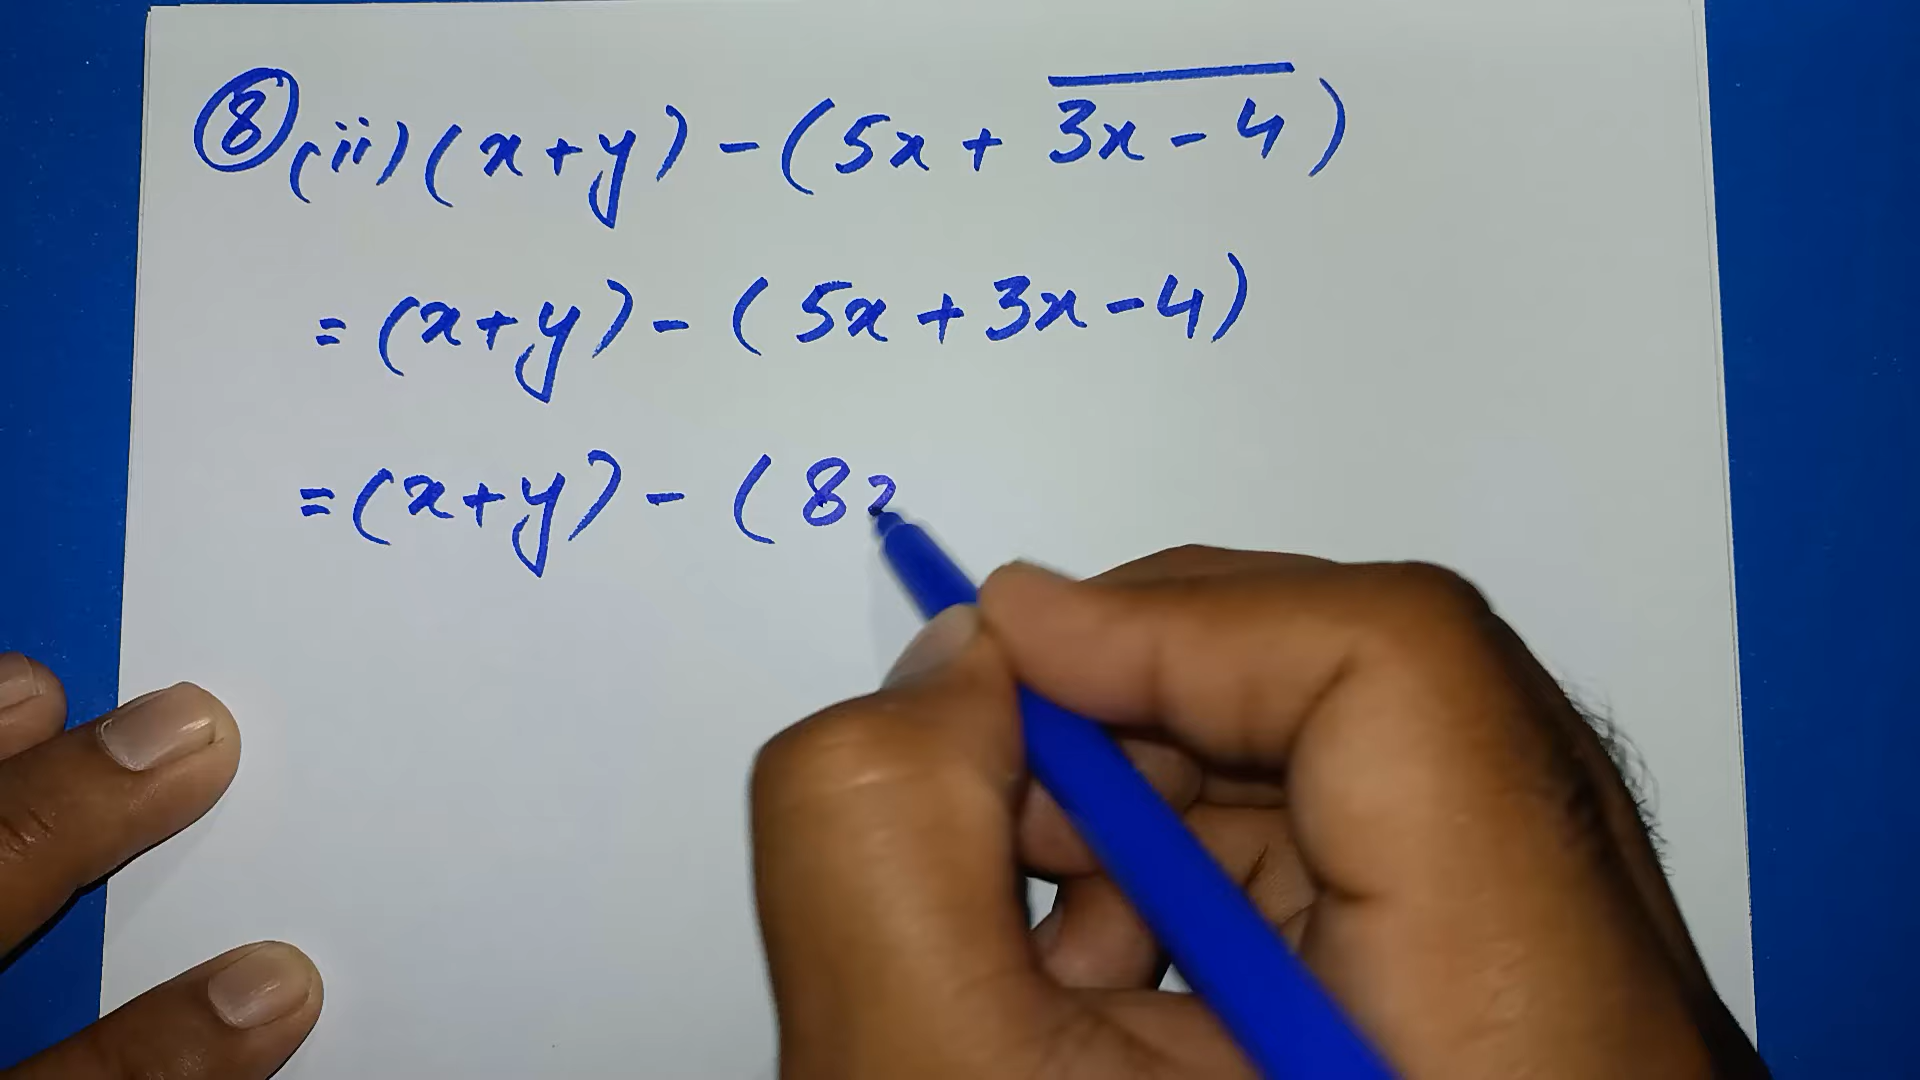 ⑧ (ii) (x+y) - (5x + 3x̅ ̅-̅ ̅4̅)
= (x+y) - (5x + 3x - 4)
= (x+y) - (8